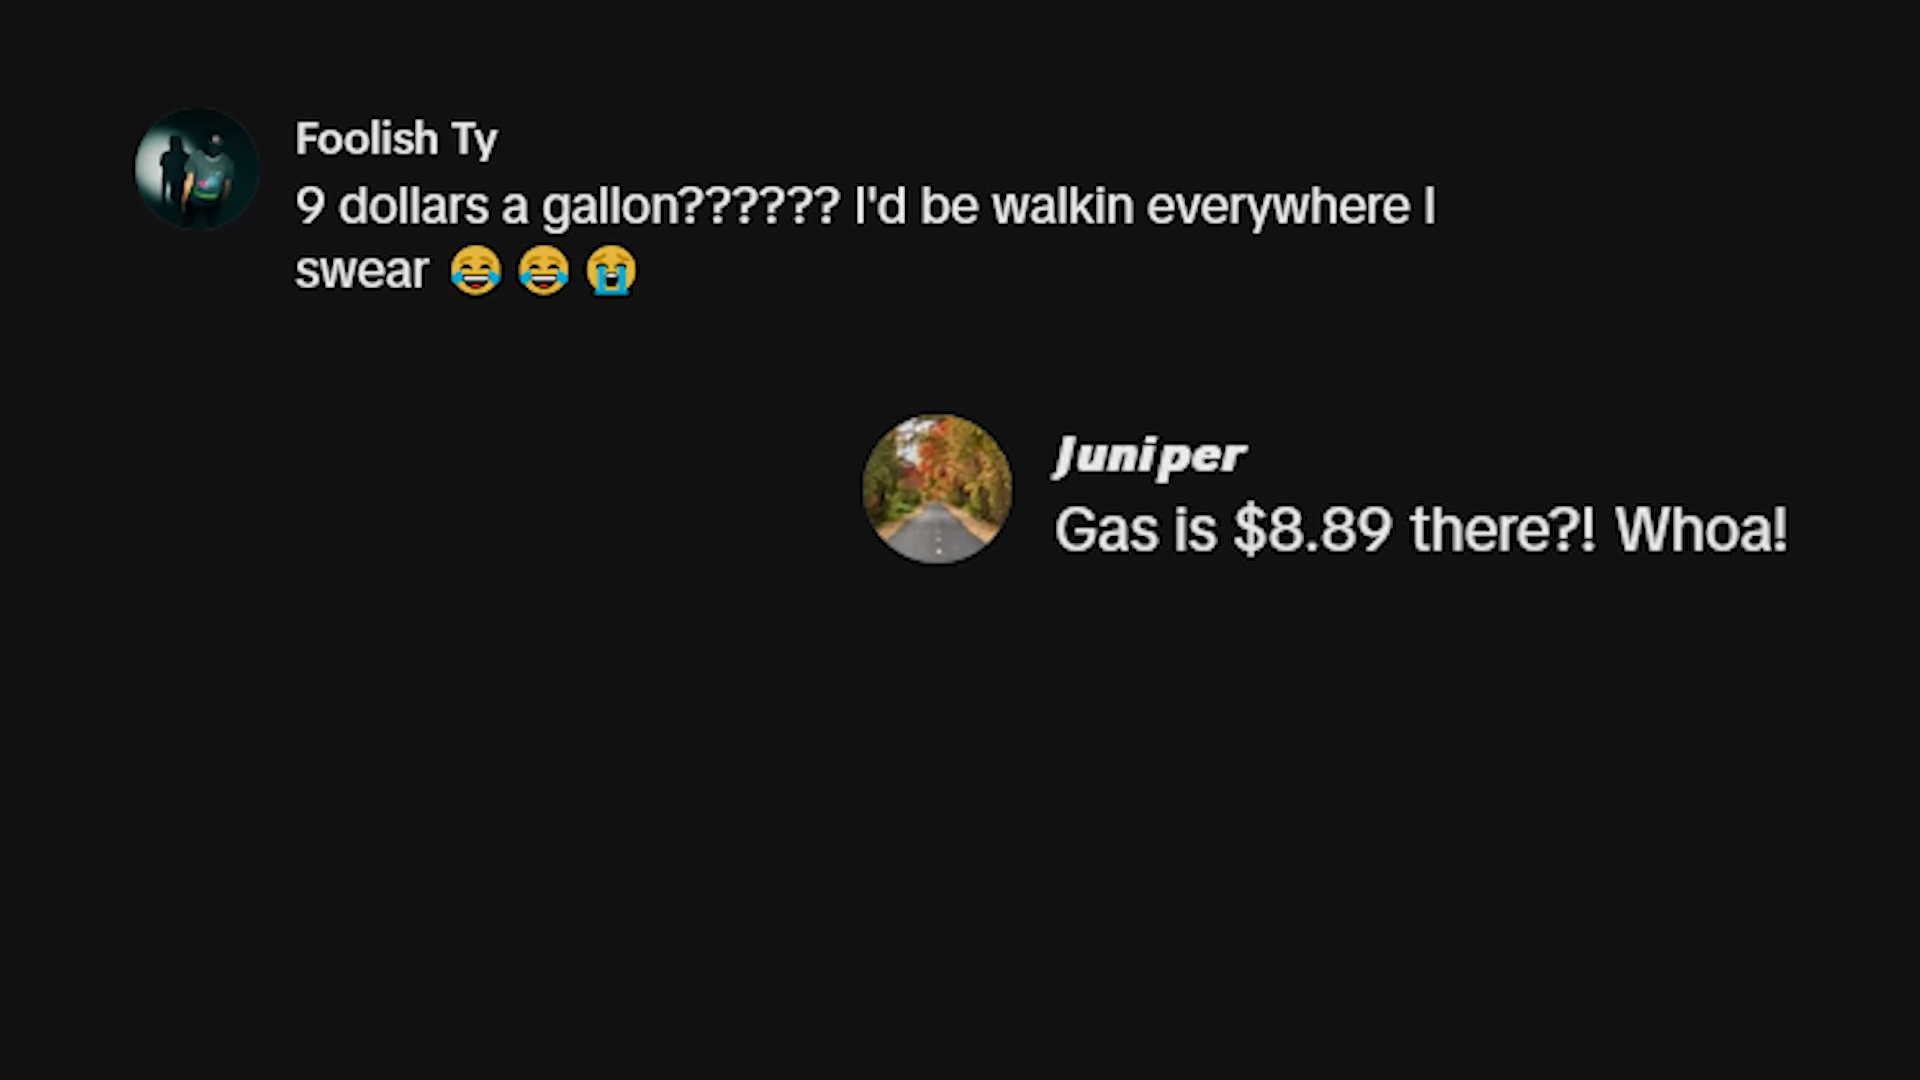 Foolish Ty
9 dollars a gallon?????? I'd be walkin everywhere I
swear 😂😂😭
Juniper
Gas is $8.89 there?! Whoa!